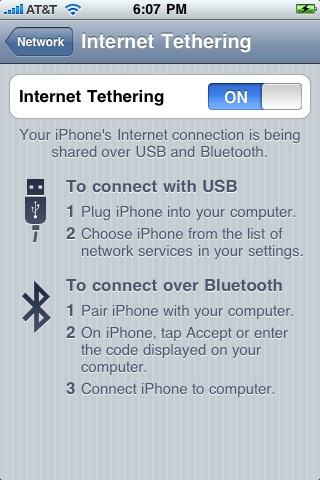 AT&T 6:07 PM
Network Internet Tethering
Internet Tethering ON
Your iPhone's Internet connection is being
shared over USB and Bluetooth.
To connect with USB
1 Plug iPhone into your computer.
2 Choose iPhone from the list of
network services in your settings.
To connect over Bluetooth
1 Pair iPhone with your computer.
2 On iPhone, tap Accept or enter
the code displayed on your
computer.
3 Connect iPhone to computer.